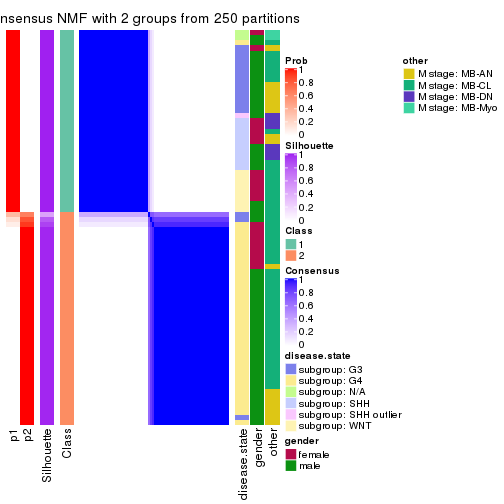 nsensus NMF with 2 groups from 250 partitions
Prob
1
0.8
0.6
0.4
0.2
0
Silhouette
1
0.8
0.6
0.4
0.2
0
Class
1
2
Consensus
1
0.8
0.6
0.4
0.2
0
disease.state
subgroup: G3
subgroup: G4
subgroup: N/A
subgroup: SHH
subgroup: SHH outlier
subgroup: WNT
gender
female
male
other
M stage: MB-AN
M stage: MB-CL
M stage: MB-DN
M stage: MB-Myo
p1
p2
Silhouette
Class
disease.state
gender
other